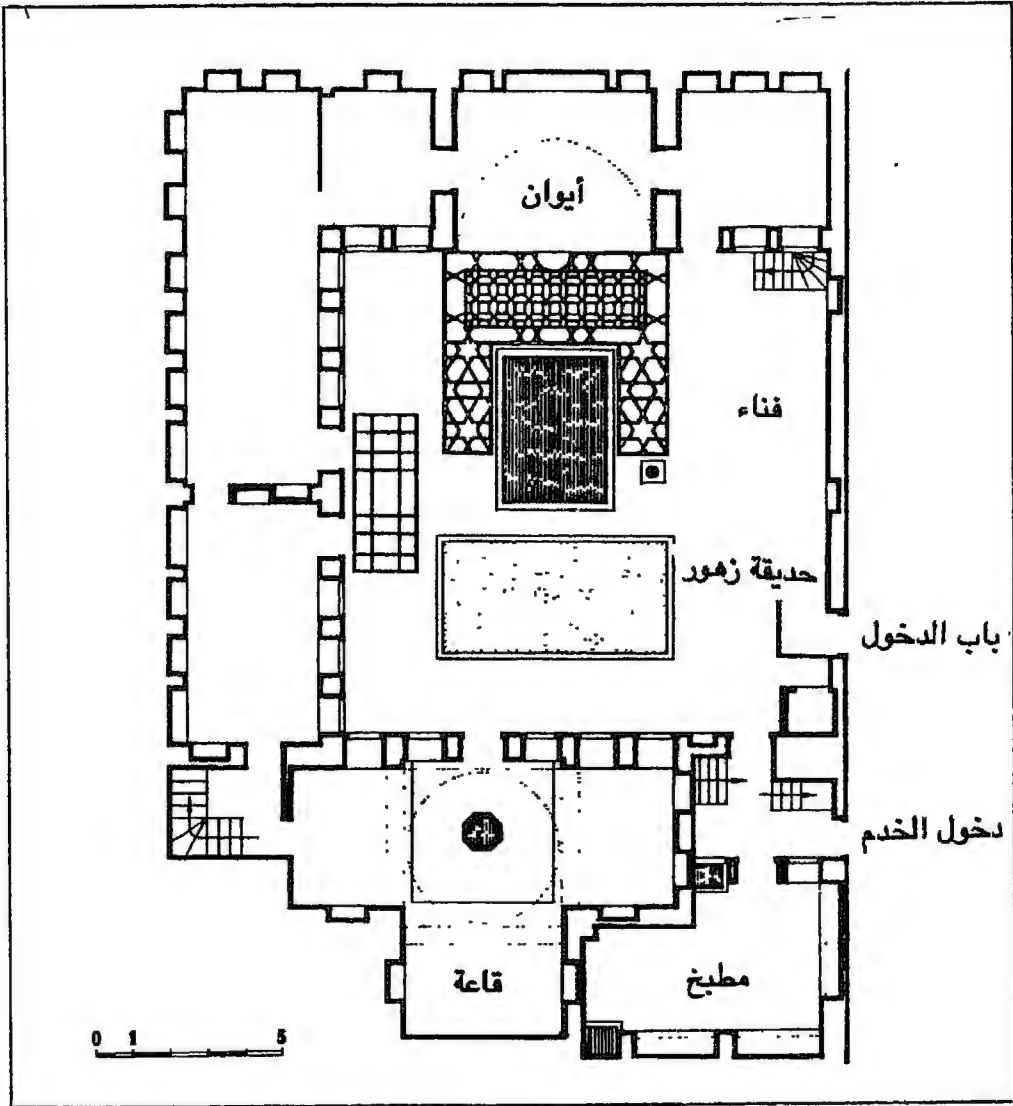 أيوان
فناء
حديقة زهور
باب الدخول
دخول الخدم
قاعة
مطبخ
0 1 5